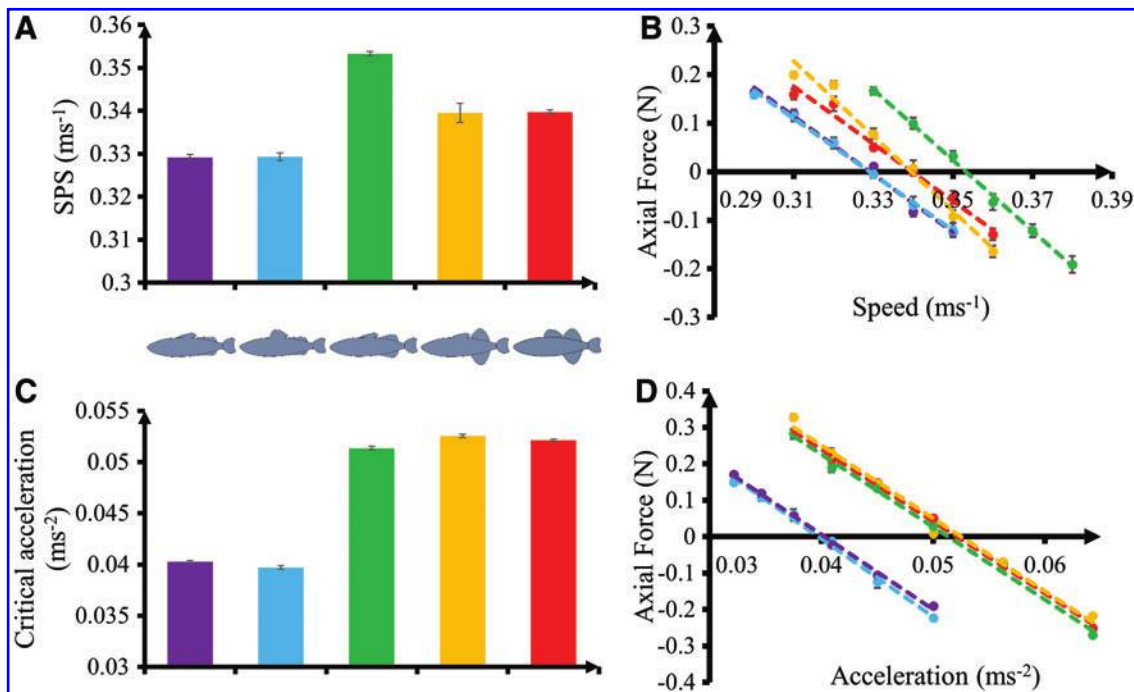 A
0.36
0.35
0.34
0.33
0.32
0.31
0.3
SPS (ms-1)
B
0.3
0.2
0.1
0
-0.1
-0.2
-0.3
Axial Force (N)
0.29 0.31 0.33 0.35 0.37 0.39
Speed (ms-1)
C
0.055
0.05
0.045
0.04
0.035
0.03
Critical acceleration
(ms-2)
D
0.4
0.3
0.2
0.1
0
-0.1
-0.2
-0.3
-0.4
Axial Force (N)
0.03 0.04 0.05 0.06
Acceleration (ms-2)